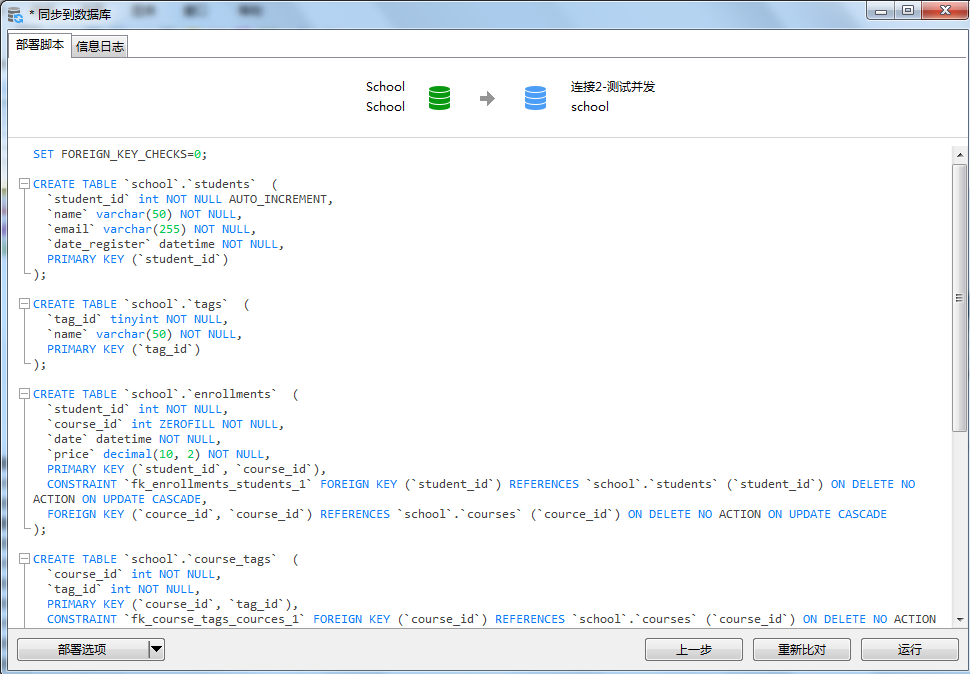 * 同步到数据库
部署脚本 信息日志
School 连接2-测试并发
School school
SET FOREIGN_KEY_CHECKS=0;
CREATE TABLE `school`.`students`  (
`student_id` int NOT NULL AUTO_INCREMENT,
`name` varchar(50) NOT NULL,
`email` varchar(255) NOT NULL,
`date_register` datetime NOT NULL,
PRIMARY KEY (`student_id`)
);
CREATE TABLE `school`.`tags`  (
`tag_id` tinyint NOT NULL,
`name` varchar(50) NOT NULL,
PRIMARY KEY (`tag_id`)
);
CREATE TABLE `school`.`enrollments`  (
`student_id` int NOT NULL,
`course_id` int ZEROFILL NOT NULL,
`date` datetime NOT NULL,
`price` decimal(10, 2) NOT NULL,
PRIMARY KEY (`student_id`, `course_id`),
CONSTRAINT `fk_enrollments_students_1` FOREIGN KEY (`student_id`) REFERENCES `school`.`students` (`student_id`) ON DELETE NO
ACTION ON UPDATE CASCADE,
FOREIGN KEY (`cource_id`, `course_id`) REFERENCES `school`.`courses` (`cource_id`) ON DELETE NO ACTION ON UPDATE CASCADE
);
CREATE TABLE `school`.`course_tags`  (
`course_id` int NOT NULL,
`tag_id` int NOT NULL,
PRIMARY KEY (`course_id`, `tag_id`),
CONSTRAINT `fk_course_tags_cources_1` FOREIGN KEY (`course_id`) REFERENCES `school`.`courses` (`course_id`) ON DELETE NO ACTION
部署选项 上一步 重新比对 运行